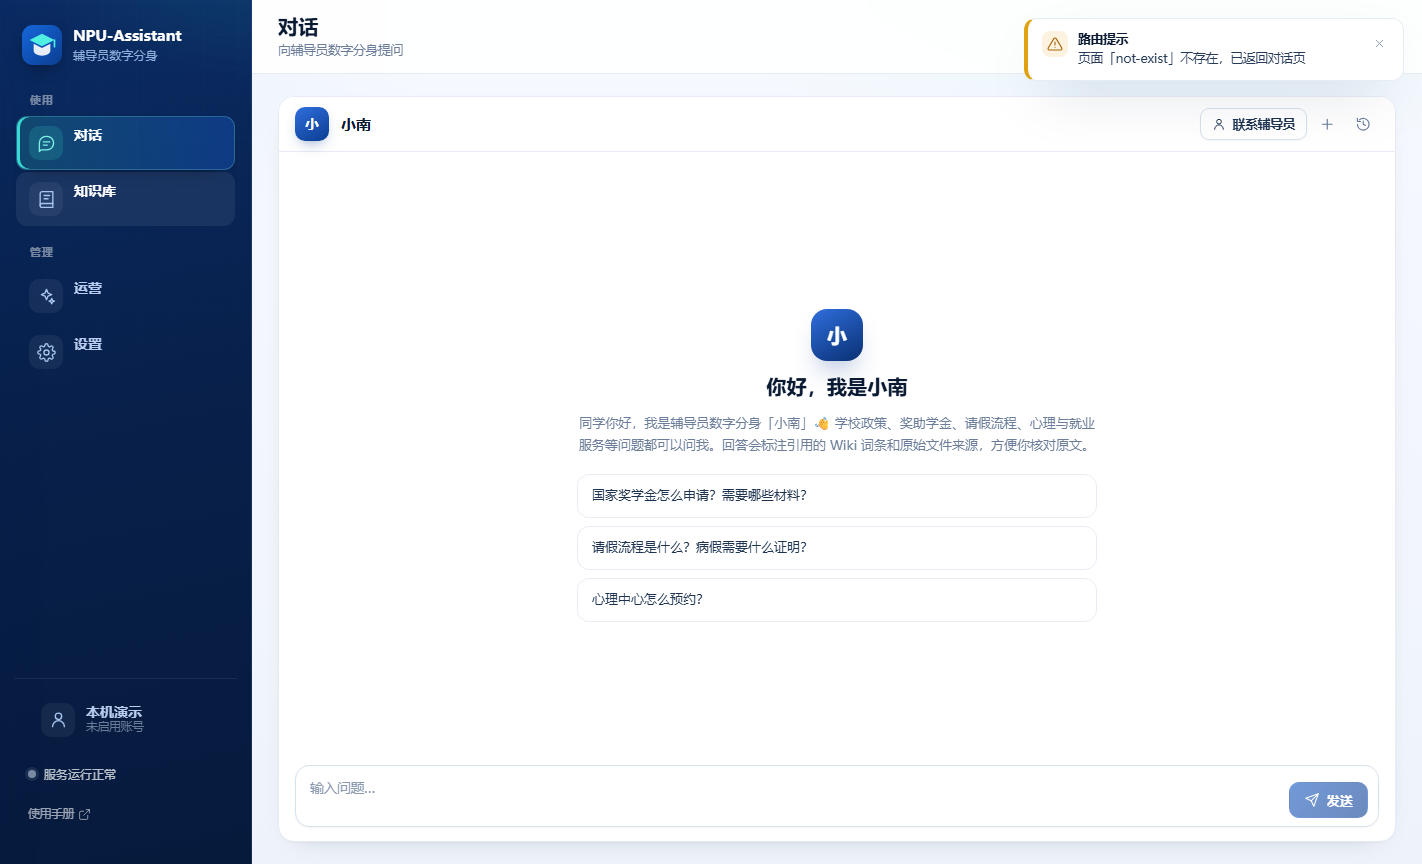 NPU-Assistant
辅导员数字分身
使用
对话
知识库
管理
运营
设置
本机演示
未启用账号
服务运行正常
使用手册
对话
向辅导员数字分身提问
路由提示
页面「not-exist」不存在，已返回对话页
小
小南
联系辅导员
小
你好，我是小南
同学你好，我是辅导员数字分身「小南」👋 学校政策、奖助学金、请假流程、心理与就业
服务等问题都可以问我。回答会标注引用的 Wiki 词条和原始文件来源，方便你核对原文。
国家奖学金怎么申请？需要哪些材料？
请假流程是什么？病假需要什么证明？
心理中心怎么预约？
输入问题...
发送